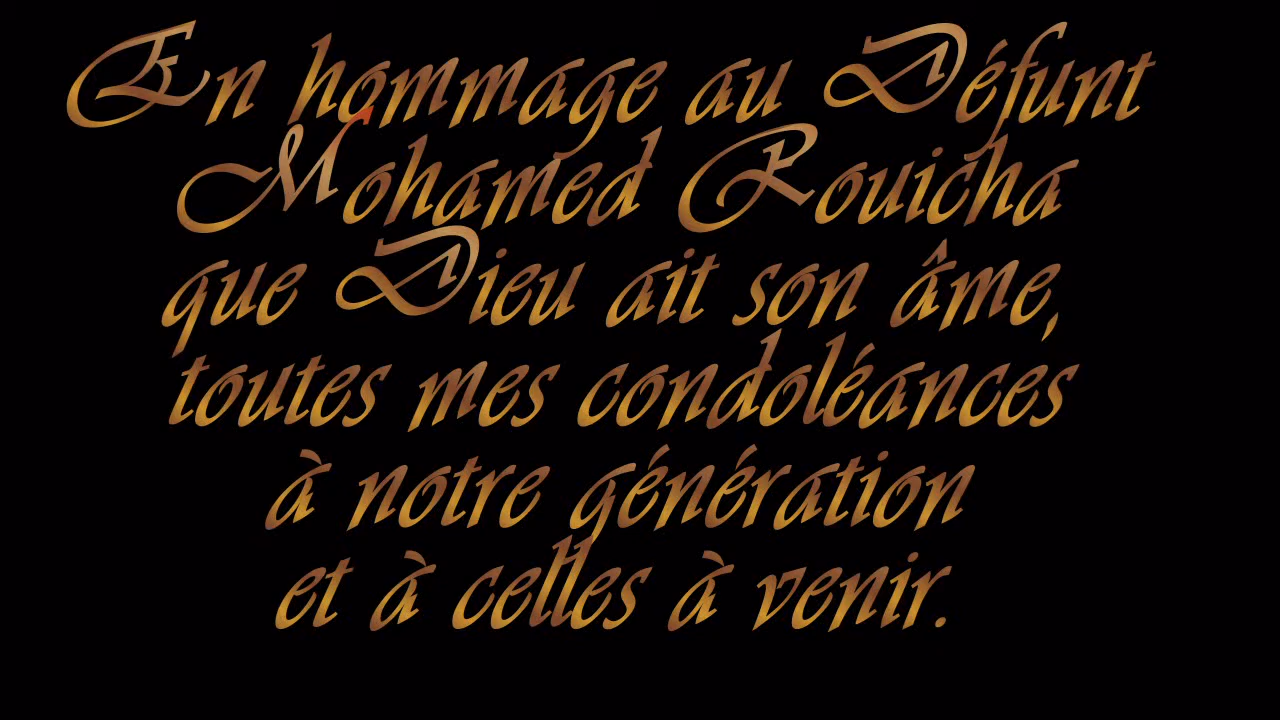 En hommage au Défunt
Mohamed Rouicha
que Dieu ait son âme,
toutes mes condoléances
à notre génération
et à celles à venir.